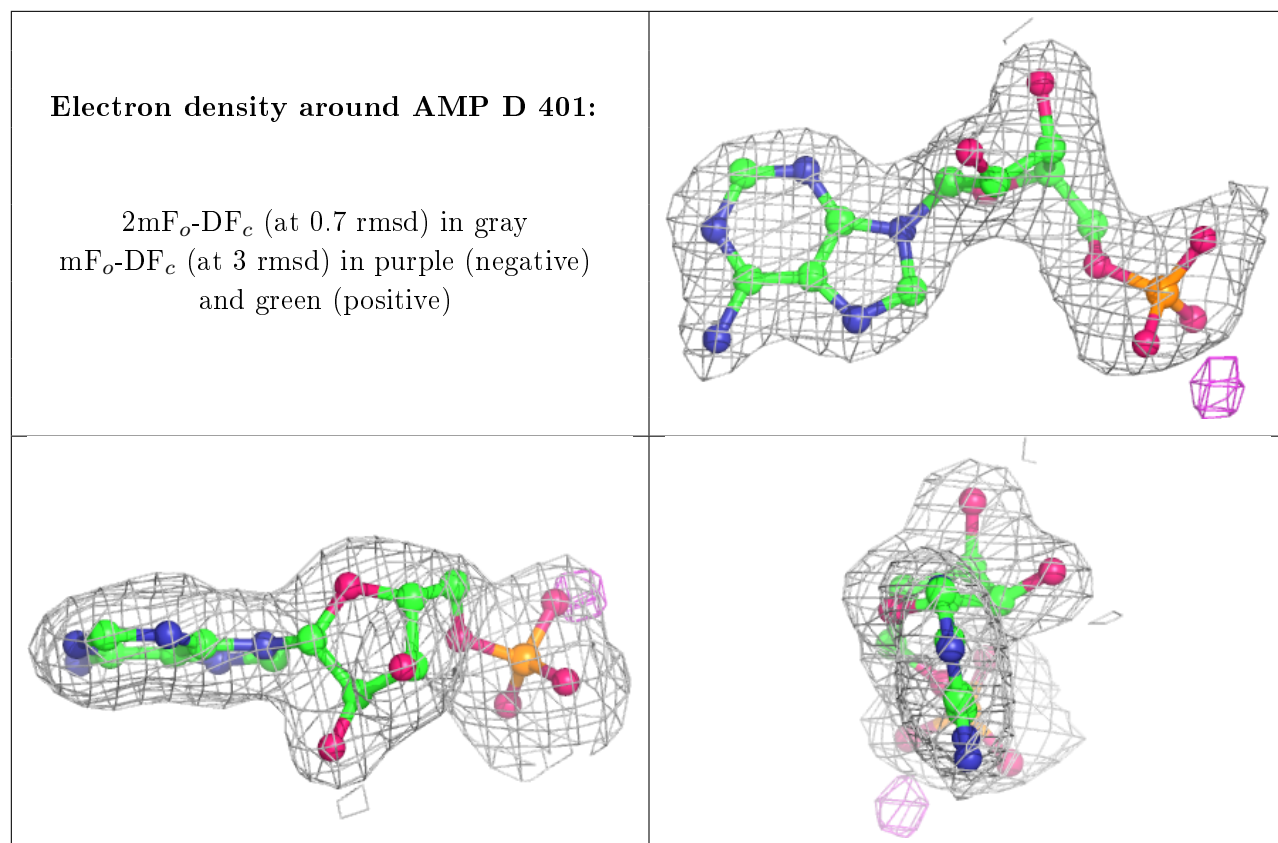 Electron density around AMP D 401:
2mFo-DFc (at 0.7 rmsd) in gray
mFo-DFc (at 3 rmsd) in purple (negative)
and green (positive)